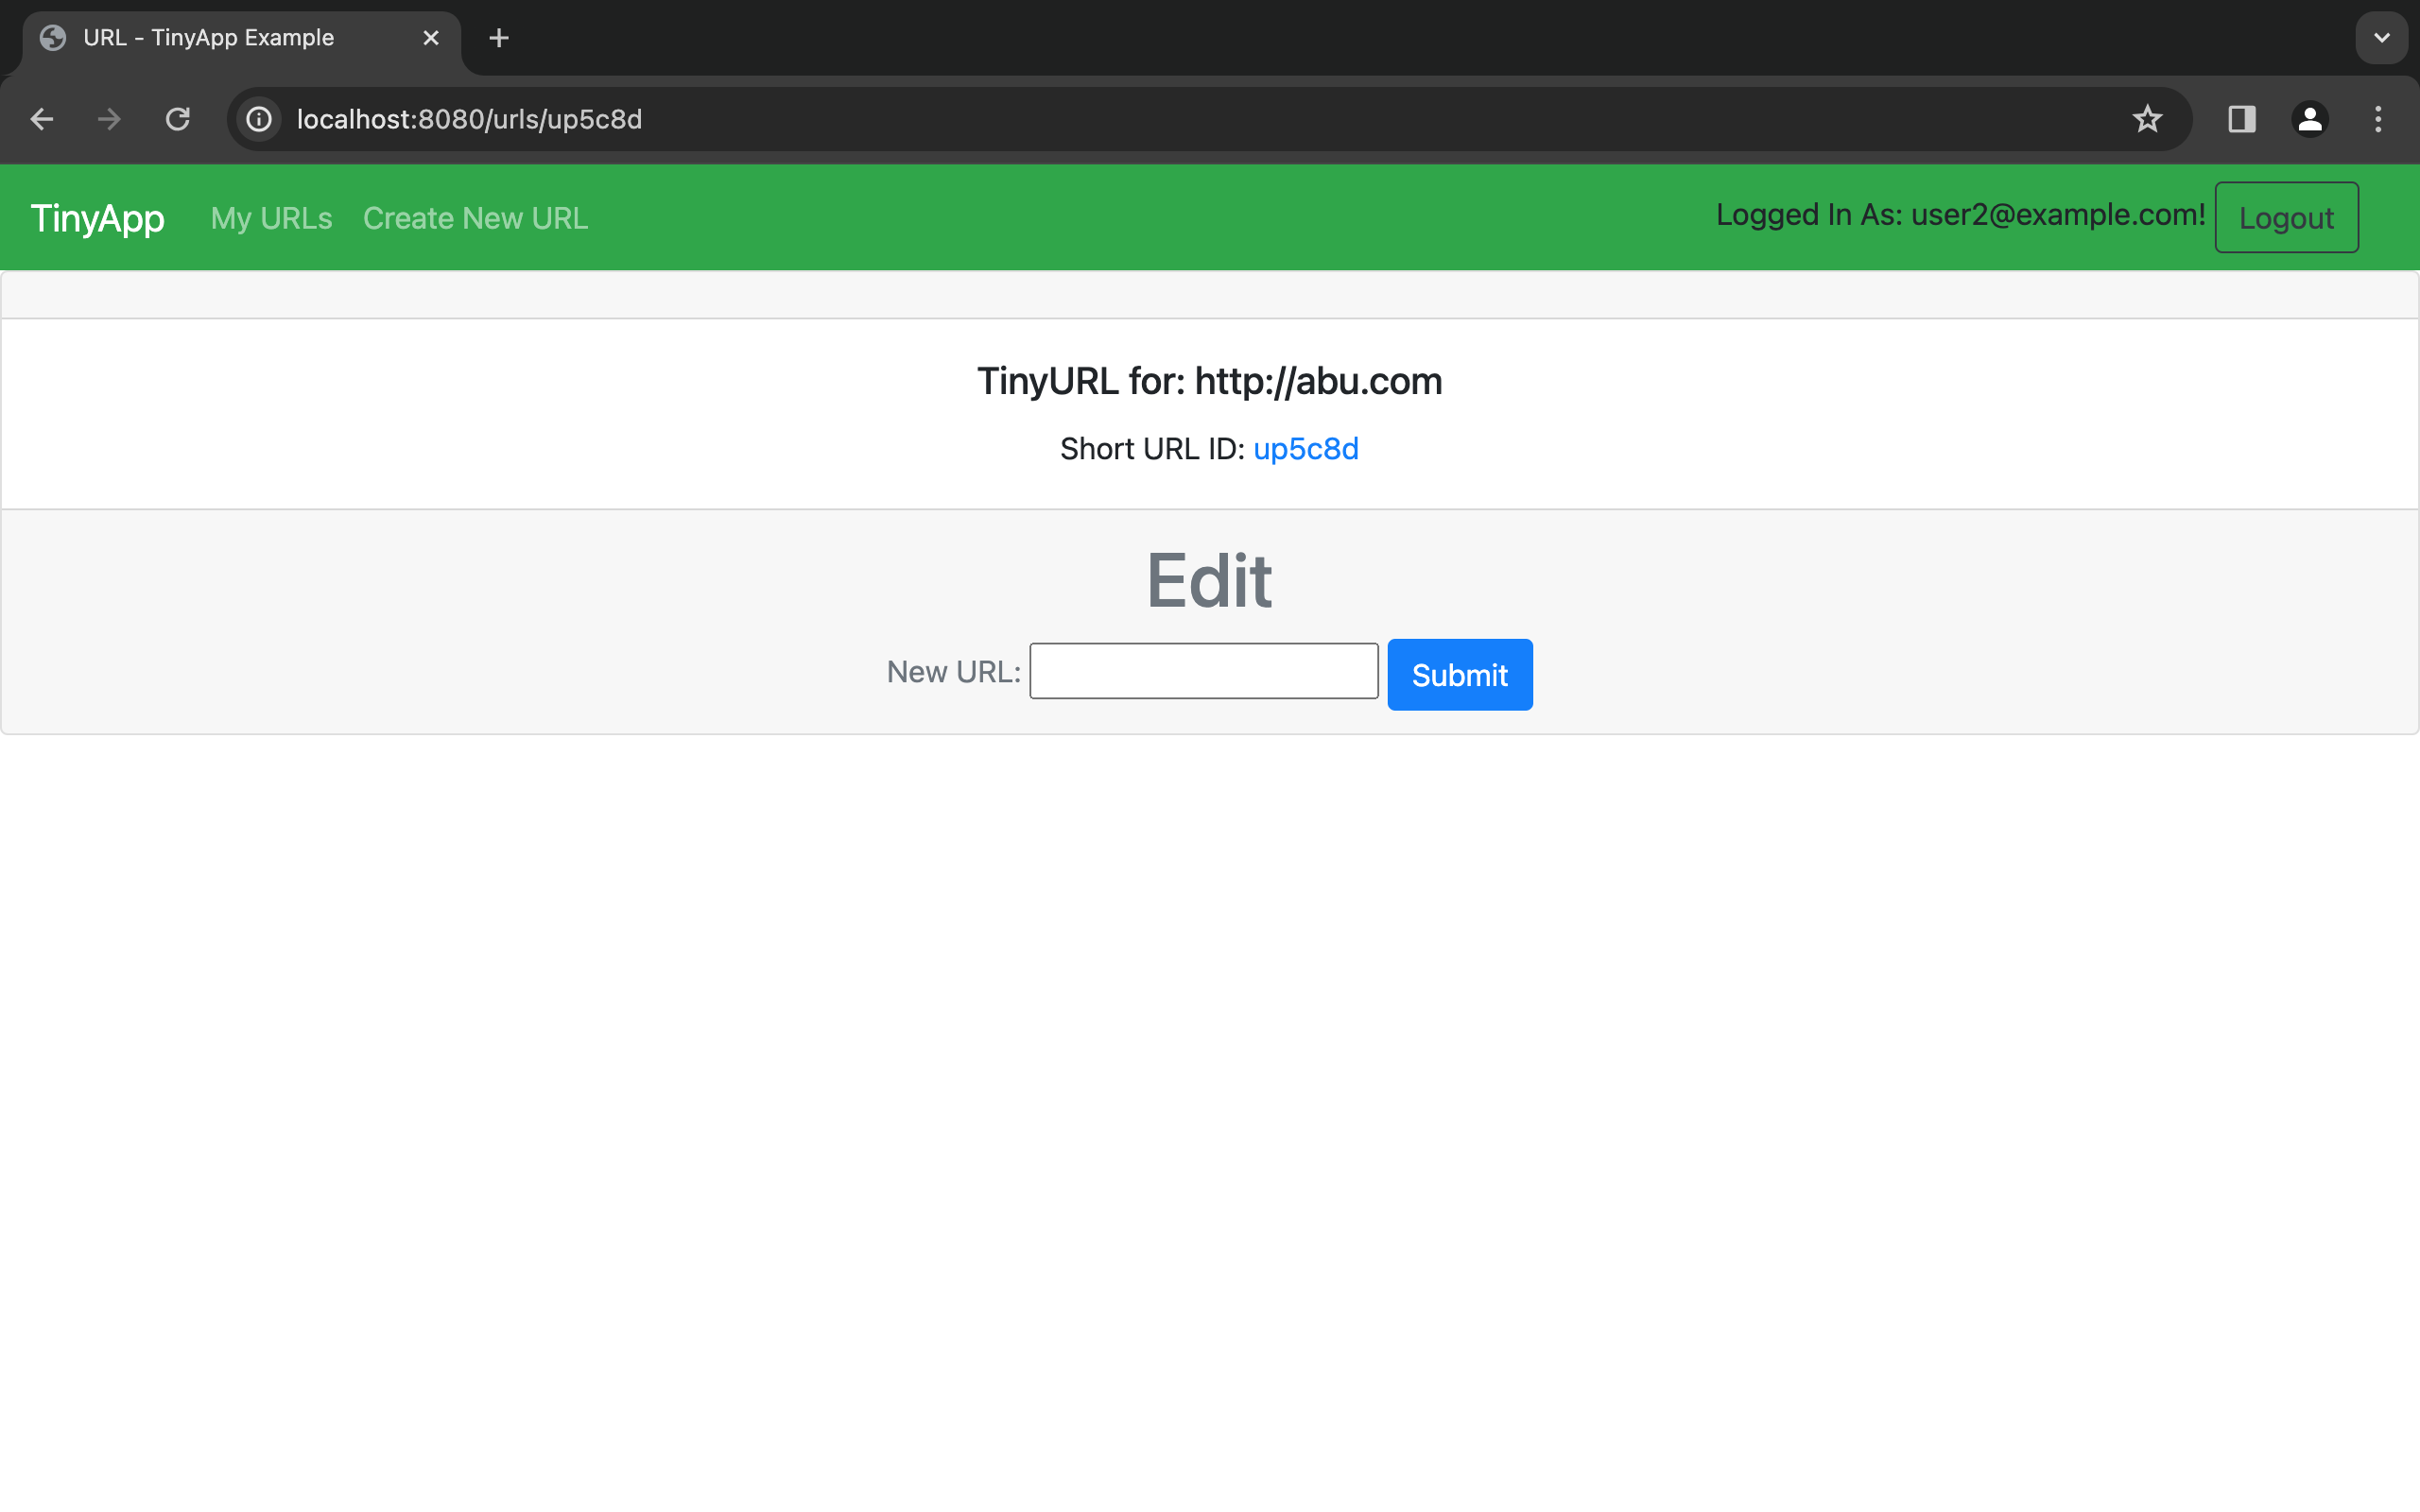 URL - TinyApp Example
localhost:8080/urls/up5c8d
TinyApp My URLs Create New URL Logged In As: user2@example.com! Logout
TinyURL for: http://abu.com
Short URL ID: up5c8d
Edit
New URL: Submit